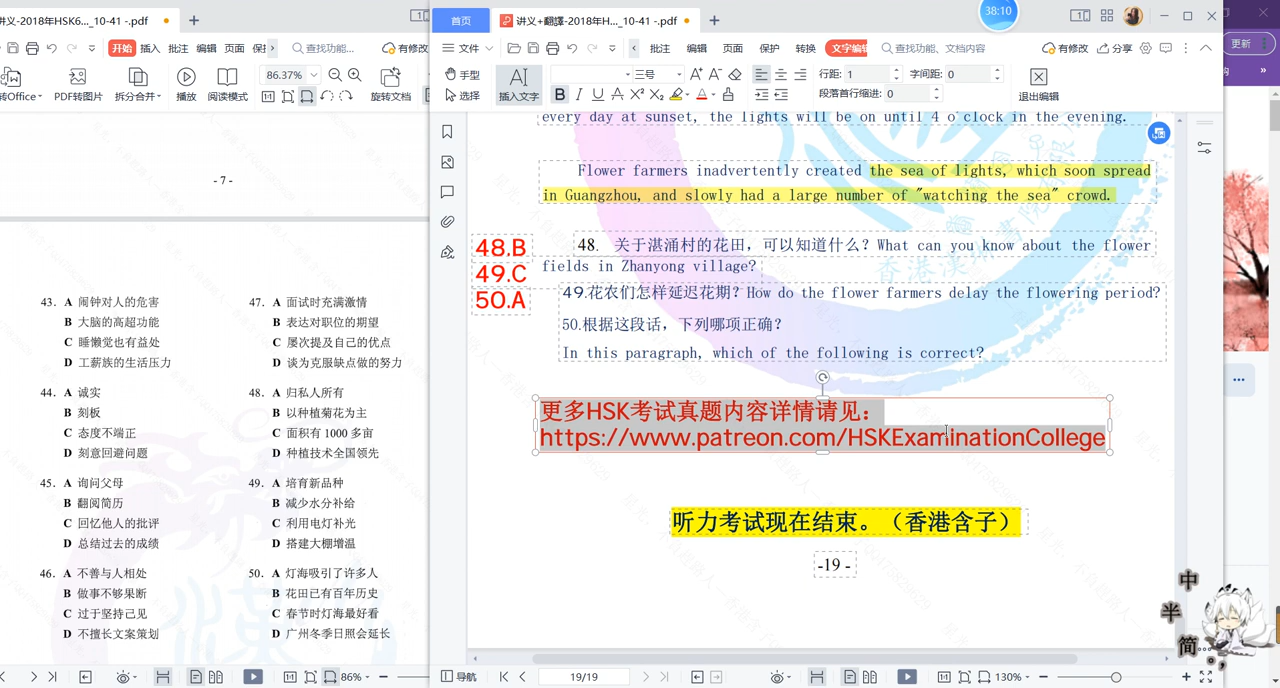 讲义-2018年HSK6..._10-41 -.pdf
首页
讲义+翻譯-2018年H..._10-41 -.pdf
38:10
开始 插入 批注 编辑 页面 保护
查找功能...
有修改
文件
批注 编辑 页面 保护 转换 文字编辑
查找功能、文档内容
有修改 分享
更新
转Office
PDF转图片
拆分合并
播放
阅读模式
86.37%
旋转文档
手型
选择
插入文字
三号
行距: 1
字间距: 0
段落首行缩进: 0
退出编辑
- 7 -
43. A 闹钟对人的危害
B 大脑的高超功能
C 睡懒觉也有益处
D 工薪族的生活压力
44. A 诚实
B 刻板
C 态度不端正
D 刻意回避问题
45. A 询问父母
B 翻阅简历
C 回忆他人的批评
D 总结过去的成绩
46. A 不善与人相处
B 做事不够果断
C 过于坚持己见
D 不擅长文案策划
47. A 面试时充满激情
B 表达对职位的期望
C 屡次提及自己的优点
D 谈为克服缺点做的努力
48. A 归私人所有
B 以种植菊花为主
C 面积有 1000 多亩
D 种植技术全国领先
49. A 培育新品种
B 减少水分补给
C 利用电灯补光
D 搭建大棚增温
50. A 灯海吸引了许多人
B 花田已有百年历史
C 春节时灯海最好看
D 广州冬季日照会延长
every day at sunset, the lights will be on until 4 o'clock in the evening.
Flower farmers inadvertently created the sea of lights, which soon spread
in Guangzhou, and slowly had a large number of "watching the sea" crowd.
48.B
49.C
50.A
48. 关于湛涌村的花田，可以知道什么？What can you know about the flower
fields in Zhanyong village?
49.花农们怎样延迟花期？How do the flower farmers delay the flowering period?
50.根据这段话，下列哪项正确？
In this paragraph, which of the following is correct?
更多HSK考试真题内容详情请见：
https://www.patreon.com/HSKExaminationCollege
听力考试现在结束。（香港含子）
-19 -
中
半
简
86%
导航
19/19
130%